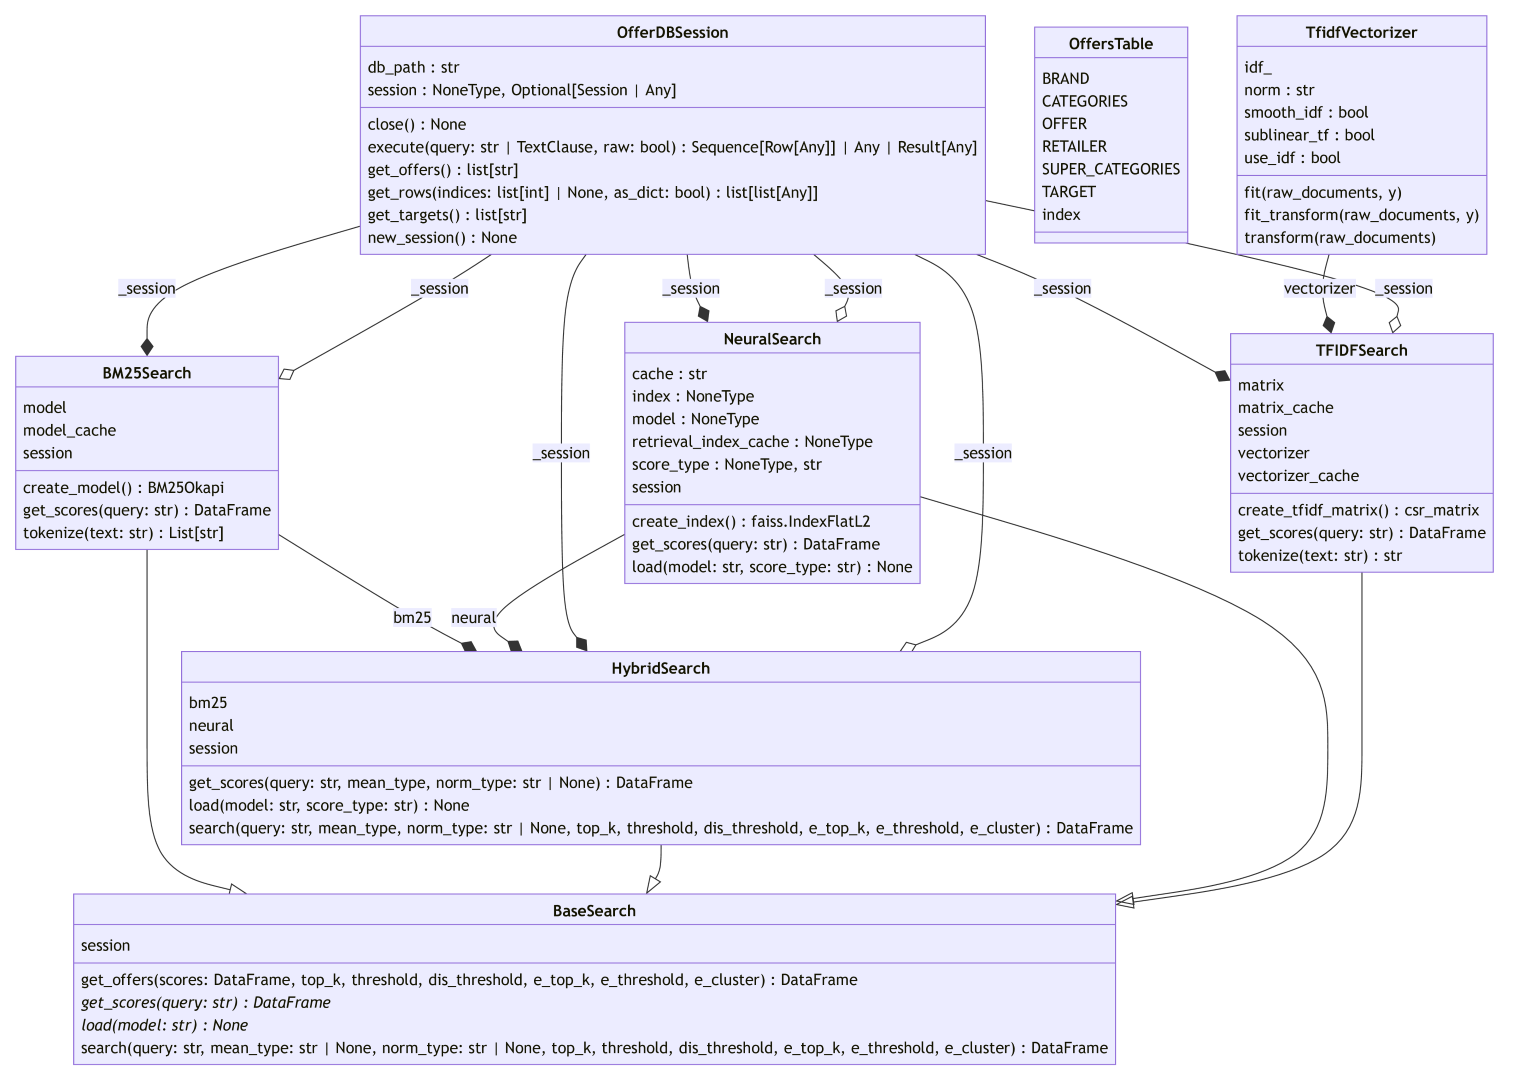 OfferDBSession
db_path : str
session : NoneType, Optional[Session | Any]
close() : None
execute(query: str | TextClause, raw: bool) : Sequence[Row[Any]] | Any | Result[Any]
get_offers() : list[str]
get_rows(indices: list[int] | None, as_dict: bool) : list[list[Any]]
get_targets() : list[str]
new_session() : None
OffersTable
BRAND
CATEGORIES
OFFER
RETAILER
SUPER_CATEGORIES
TARGET
index
TfidfVectorizer
idf_
norm : str
smooth_idf : bool
sublinear_tf : bool
use_idf : bool
fit(raw_documents, y)
fit_transform(raw_documents, y)
transform(raw_documents)
_session
_session
_session
_session
_session
vectorizer
_session
BM25Search
model
model_cache
session
create_model() : BM25Okapi
get_scores(query: str) : DataFrame
tokenize(text: str) : List[str]
_session
NeuralSearch
cache : str
index : NoneType
model : NoneType
retrieval_index_cache : NoneType
score_type : NoneType, str
session
create_index() : faiss.IndexFlatL2
get_scores(query: str) : DataFrame
load(model: str, score_type: str) : None
_session
TFIDFSearch
matrix
matrix_cache
session
vectorizer
vectorizer_cache
create_tfidf_matrix() : csr_matrix
get_scores(query: str) : DataFrame
tokenize(text: str) : str
bm25
neural
HybridSearch
bm25
neural
session
get_scores(query: str, mean_type, norm_type: str | None) : DataFrame
load(model: str, score_type: str) : None
search(query: str, mean_type, norm_type: str | None, top_k, threshold, dis_threshold, e_top_k, e_threshold, e_cluster) : DataFrame
BaseSearch
session
get_offers(scores: DataFrame, top_k, threshold, dis_threshold, e_top_k, e_threshold, e_cluster) : DataFrame
get_scores(query: str) : DataFrame
load(model: str) : None
search(query: str, mean_type: str | None, norm_type: str | None, top_k, threshold, dis_threshold, e_top_k, e_threshold, e_cluster) : DataFrame